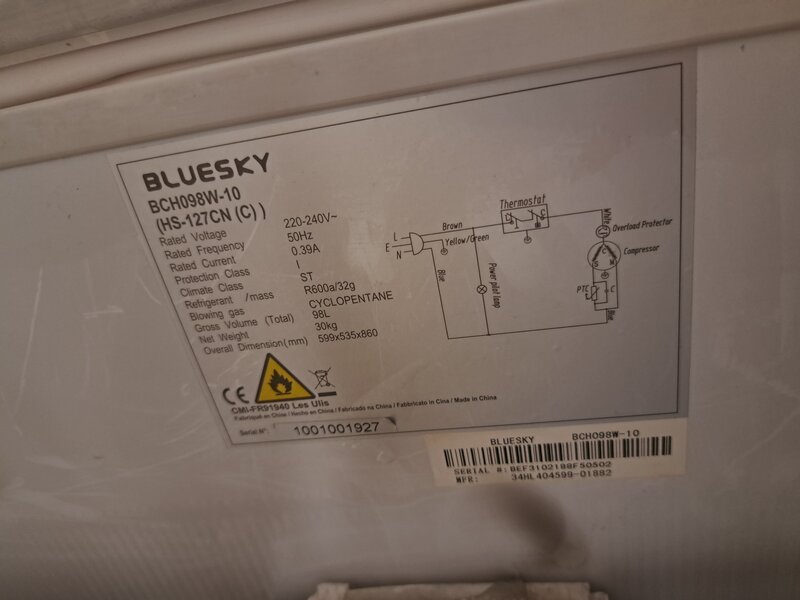 BLUESKY
BCH098W-10
(HS-127CN (C) )
Rated Voltage 220-240V~
Rated Frequency 50Hz
Rated Current 0.39A
Protection Class I
Climate Class ST
Refrigerant /mass R600a/32g
Blowing gas CYCLOPENTANE
Gross Volume (Total) 98L
Net Weight 30kg
Overall Dimension(mm) 599x535x860
L
E
N
Brown
Yellow/Green
Blue
Power pilot lamp
Thermostat
C
White
Overload Protector
C
S M
Compressor
PTC
C
Blue
CE
CMI-FR91940 Les Ulis
Fabriqué en Chine / Hecho en China / Fabricado na China / Fabbricato in Cina / Made in China
Serial N°: 1001001927
BLUESKY BCH098W-10
SERIAL #: BEF3102188F50502
MFR: 34HL404599-01882